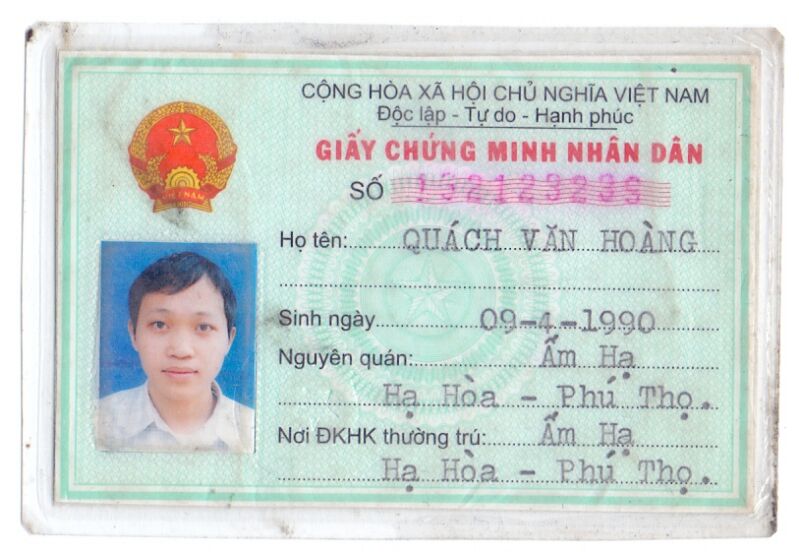 CỘNG HÒA XÃ HỘI CHỦ NGHĨA VIỆT NAM
Độc lập - Tự do - Hạnh phúc
GIẤY CHỨNG MINH NHÂN DÂN
SỐ
Họ tên: QUÁCH VĂN HOÀNG
Sinh ngày 09-4-1990
Nguyên quán: Ấm Hạ
Hạ Hòa - Phú Thọ.
Nơi ĐKHK thường trú: Ấm Hạ
Hạ Hòa - Phú Thọ.